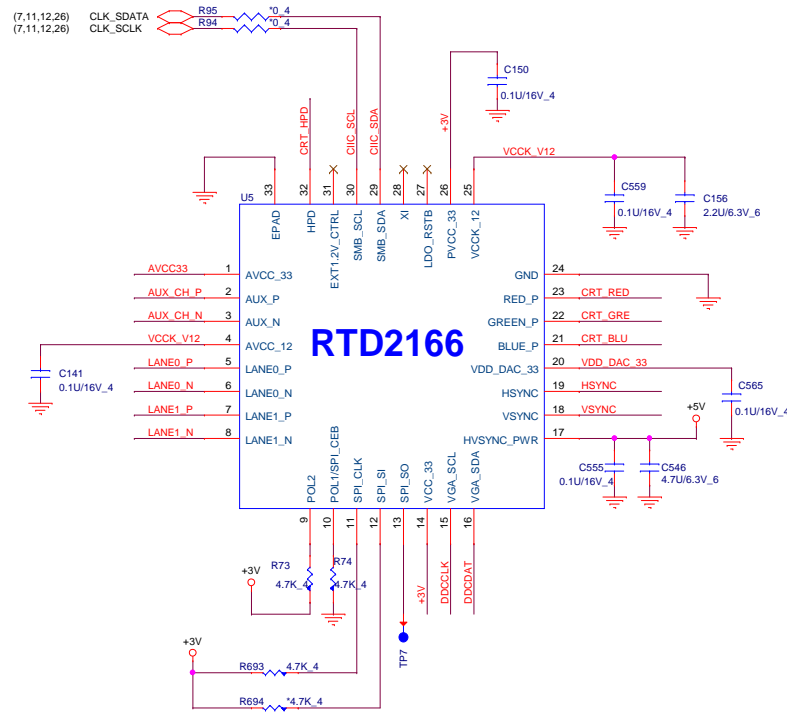 (7,11,12,26) CLK_SDATA R95 *0_4
(7,11,12,26) CLK_SCLK R94 *0_4
C150
0.1U/16V_4
CRT_HPD
CIIC_SCL
CIIC_SDA
+3V
VCCK_V12
C559
0.1U/16V_4
C156
2.2U/6.3V_6
U5
33 32 31 30 29 28 27 26 25
EPAD
HPD
EXT1.2V_CTRL
SMB_SCL
SMB_SDA
XI
LDO_RSTB
PVCC_33
VCCK_12
AVCC33 1 AVCC_33
AUX_CH_P 2 AUX_P
AUX_CH_N 3 AUX_N
VCCK_V12 4 AVCC_12
LANE0_P 5 LANE0_P
LANE0_N 6 LANE0_N
LANE1_P 7 LANE1_P
LANE1_N 8 LANE1_N
C141
0.1U/16V_4
RTD2166
GND 24
RED_P 23 CRT_RED
GREEN_P 22 CRT_GRE
BLUE_P 21 CRT_BLU
VDD_DAC_33 20 VDD_DAC_33
HSYNC 19 HSYNC
VSYNC 18 VSYNC
HVSYNC_PWR 17
C565
0.1U/16V_4
+5V
C555
0.1U/16V_4
C546
4.7U/6.3V_6
POL2
POL1/SPI_CEB
SPI_CLK
SPI_SI
SPI_SO
VCC_33
VGA_SCL
VGA_SDA
9 10 11 12 13 14 15 16
R73
4.7K_4
R74
4.7K_4
+3V
+3V
DDCCLK
DDCDAT
TP7
+3V
R693 4.7K_4
R694 *4.7K_4